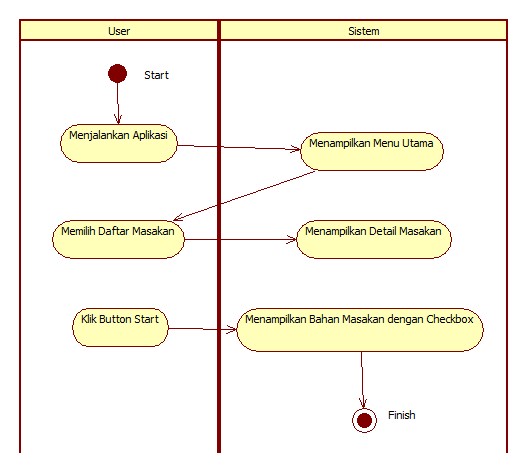 User
Sistem
Start
Menjalankan Aplikasi
Menampilkan Menu Utama
Memilih Daftar Masakan
Menampilkan Detail Masakan
Klik Button Start
Menampilkan Bahan Masakan dengan Checkbox
Finish